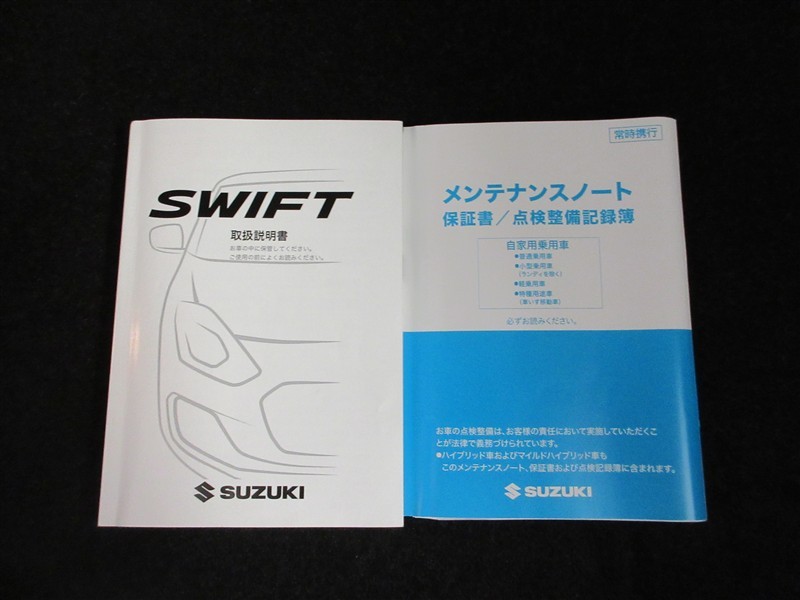 SWIFT
取扱説明書
お車の中に保管してください。
ご使用の前によくお読みください。
SUZUKI
常時携行
メンテナンスノート
保証書／点検整備記録簿
自家用乗用車
●普通乗用車
●小型乗用車
(ランディを除く)
●軽乗用車
●特種用途車
(車いす移動車)
必ずお読みください。
お車の点検整備は、お客様の責任において実施していただくこ
とが法律で義務づけられています。
●ハイブリッド車およびマイルドハイブリッド車も
このメンテナンスノート、保証書および点検記録簿に含まれます。
SUZUKI